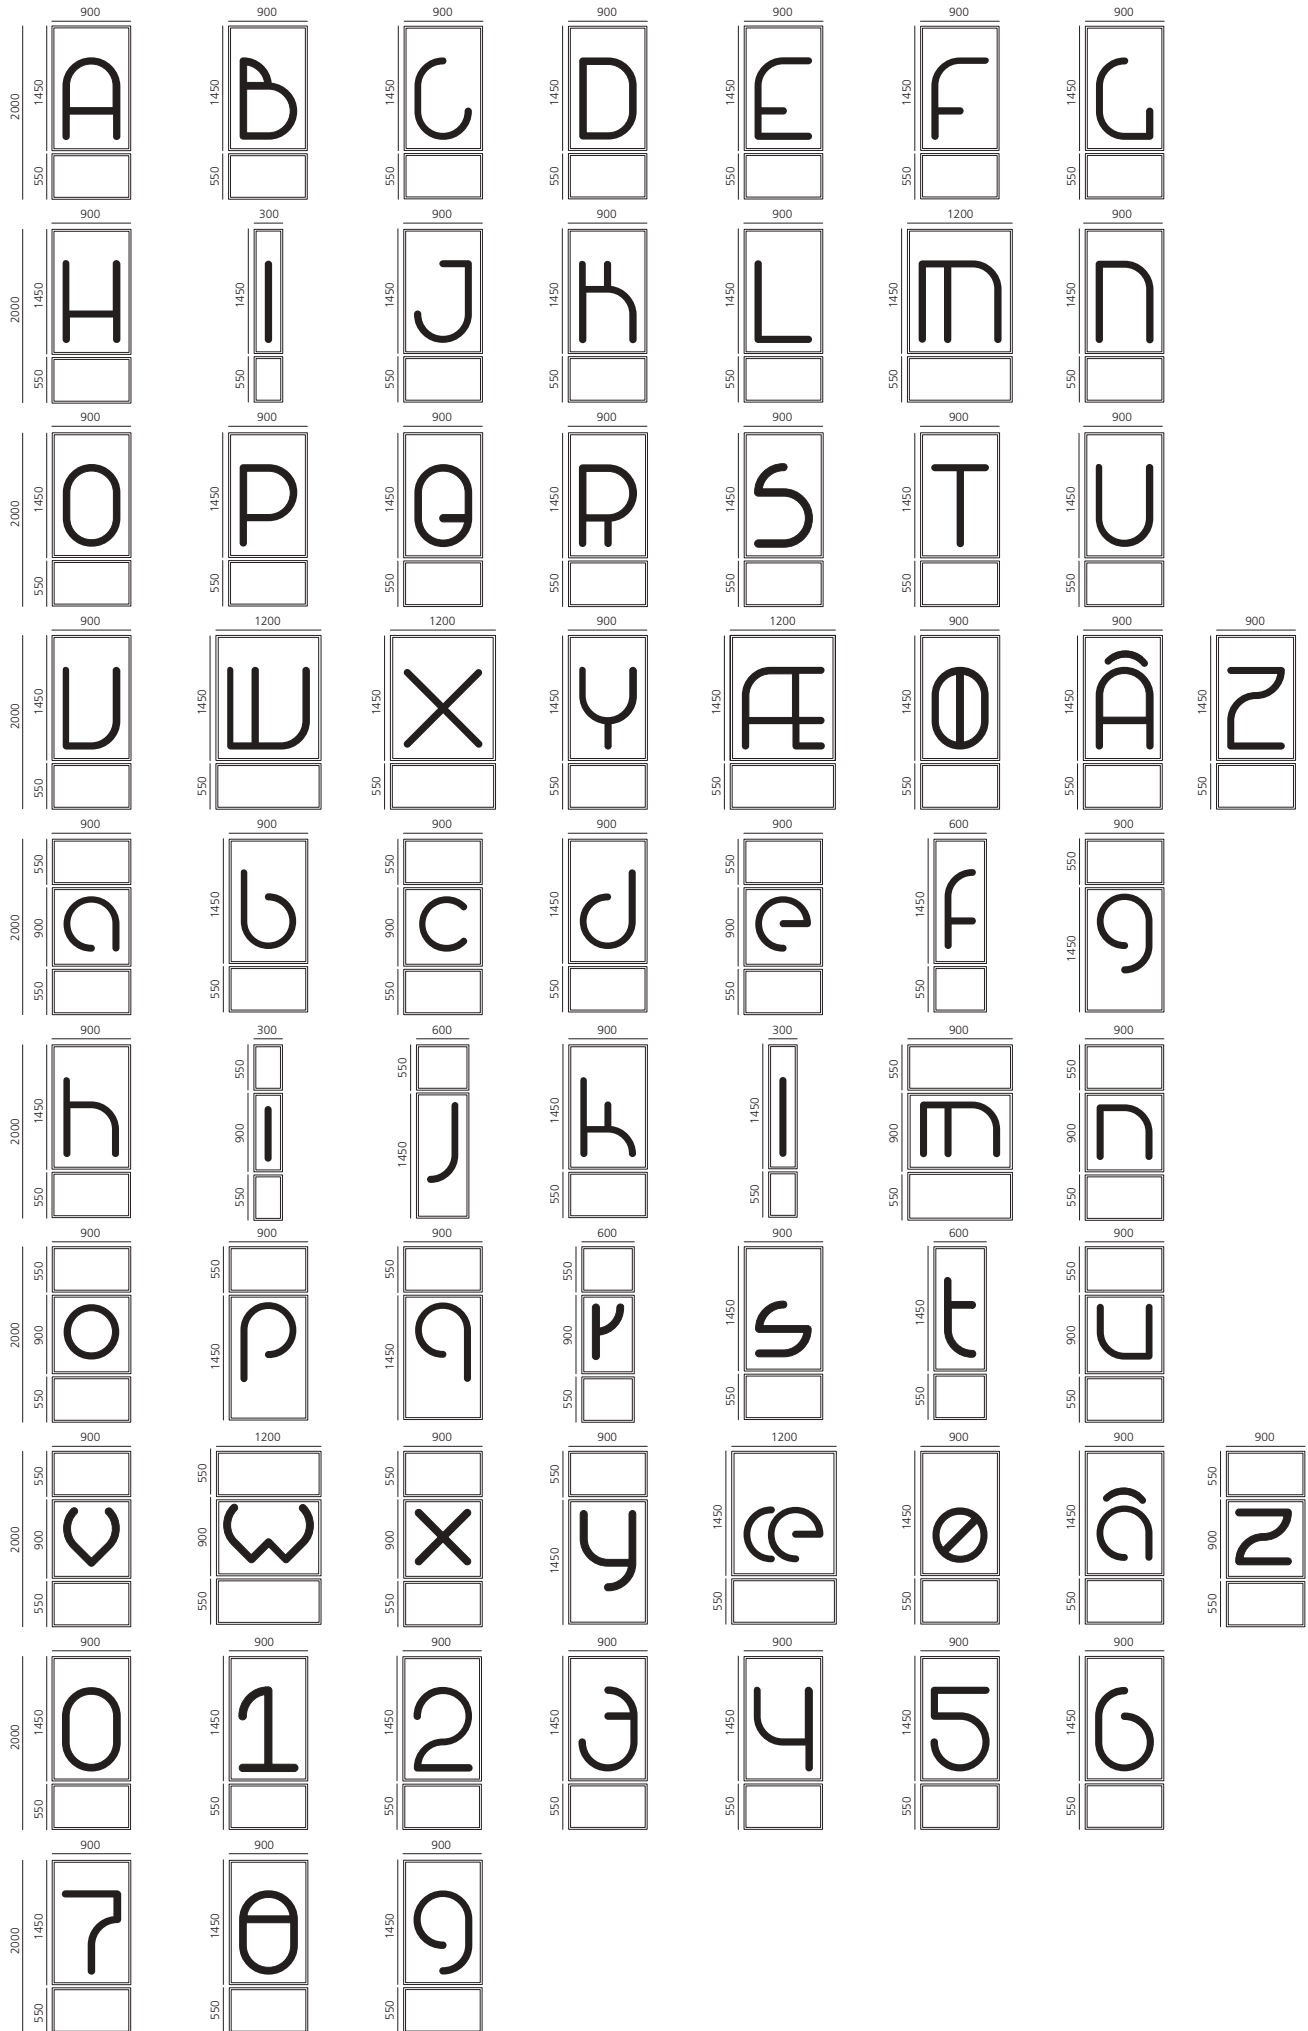 900 900 900 900 900 900 900
2000 1450 A 1450 B 1450 C 1450 D 1450 E 1450 F 1450 G
550 550 550 550 550 550 550
900 300 900 900 900 1200 900
2000 1450 H 1450 I 1450 J 1450 K 1450 L 1450 M 1450 N
550 550 550 550 550 550 550
900 900 900 900 900 900 900
2000 1450 O 1450 P 1450 Q 1450 R 1450 S 1450 T 1450 U
550 550 550 550 550 550 550
900 1200 1200 900 1200 900 900 900
2000 1450 V 1450 W 1450 X 1450 Y 1450 Æ 1450 Ø 1450 Â 1450 Z
550 550 550 550 550 550 550 550
900 900 900 900 900 600 900
550 550 550 550
2000 900 a 1450 b 900 c 1450 d 900 e 1450 f 1450 g
550 550 550 550 550 550
900 300 600 900 300 900 900
550 550 550 550
2000 1450 h 900 i 1450 j 1450 k 1450 l 900 m 900 n
550 550 550 550 550 550
900 900 900 600 900 600 900
550 550 550 550 550
2000 900 o 1450 p 1450 q 900 r 1450 s 1450 t 900 u
550 550 550 550 550
900 1200 900 900 1200 900 900 900
550 550 550 550 550
2000 900 v 900 w 900 x 1450 y 1450 æ 1450 ø 1450 â 900 z
550 550 550 550 550 550 550
900 900 900 900 900 900 900
2000 1450 0 1450 1 1450 2 1450 3 1450 4 1450 5 1450 6
550 550 550 550 550 550 550
900 900 900
2000 1450 7 1450 8 1450 9
550 550 550